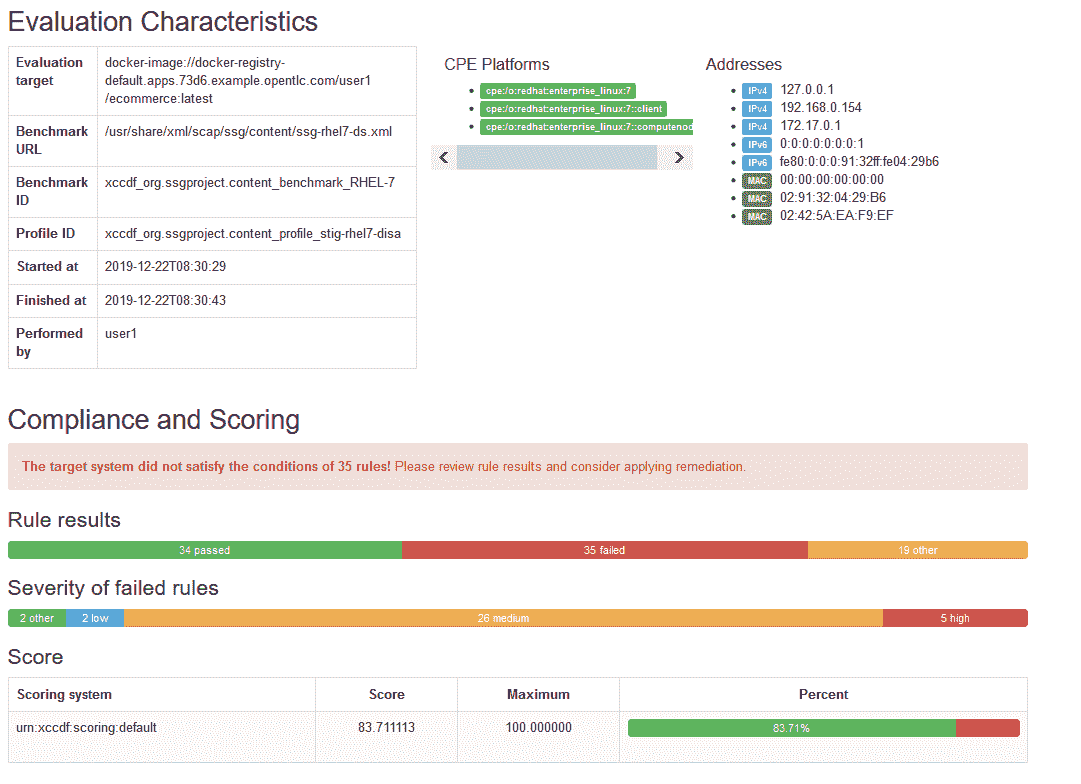 Evaluation Characteristics
Evaluation target
docker-image://docker-registry-
default.apps.73d6.example.opentlc.com/user1
/ecommerce:latest
Benchmark URL
/usr/share/xml/scap/ssg/content/ssg-rhel7-ds.xml
Benchmark ID
xccdf_org.ssgproject.content_benchmark_RHEL-7
Profile ID
xccdf_org.ssgproject.content_profile_stig-rhel7-disa
Started at
2019-12-22T08:30:29
Finished at
2019-12-22T08:30:43
Performed by
user1
CPE Platforms
cpe:/o:redhat:enterprise_linux:7
cpe:/o:redhat:enterprise_linux:7::client
cpe:/o:redhat:enterprise_linux:7::computenod
Addresses
IPv4 127.0.0.1
IPv4 192.168.0.154
IPv4 172.17.0.1
IPv6 0:0:0:0:0:0:0:1
IPv6 fe80:0:0:0:91:32ff:fe04:29b6
MAC 00:00:00:00:00:00
MAC 02:91:32:04:29:B6
MAC 02:42:5A:EA:F9:EF
Compliance and Scoring
The target system did not satisfy the conditions of 35 rules! Please review rule results and consider applying remediation.
Rule results
34 passed 35 failed 19 other
Severity of failed rules
2 other 2 low 26 medium 5 high
Score
Scoring system Score Maximum Percent
urn:xccdf:scoring:default 83.711113 100.000000 83.71%